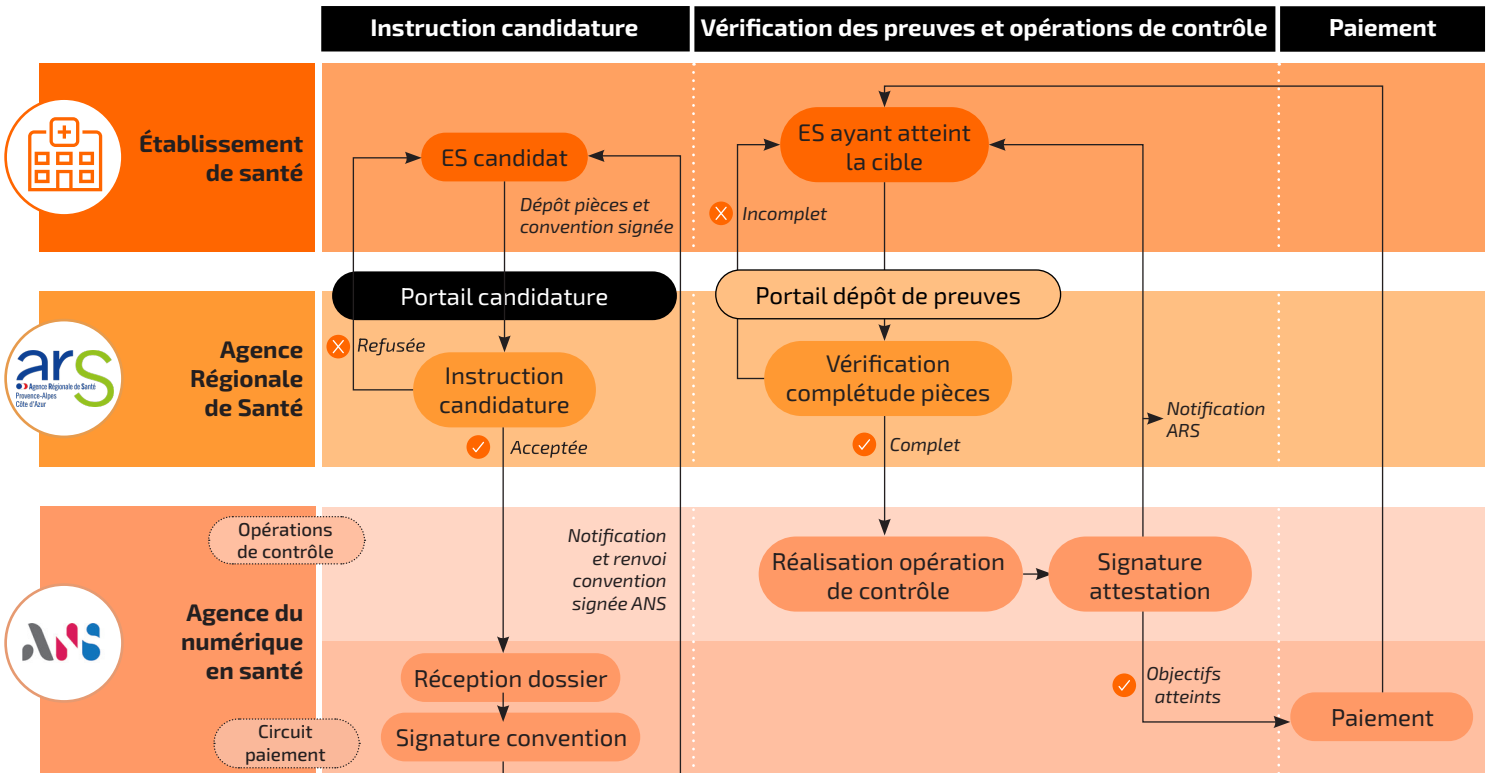 Instruction candidature
Vérification des preuves et opérations de contrôle
Paiement
Établissement
de santé
ES candidat
Dépôt pièces et
convention signée
ES ayant atteint
la cible
Incomplet
Portail candidature
Portail dépôt de preuves
ars
Agence Régionale de Santé
Provence-Alpes
Côte d'Azur
Agence
Régionale
de Santé
Refusée
Instruction
candidature
Acceptée
Vérification
complétude pièces
Complet
Notification
ARS
Opérations
de contrôle
Notification
et renvoi
convention
signée ANS
Réalisation opération
de contrôle
Signature
attestation
ANS
Agence du
numérique
en santé
Réception dossier
Objectifs
atteints
Circuit
paiement
Signature convention
Paiement